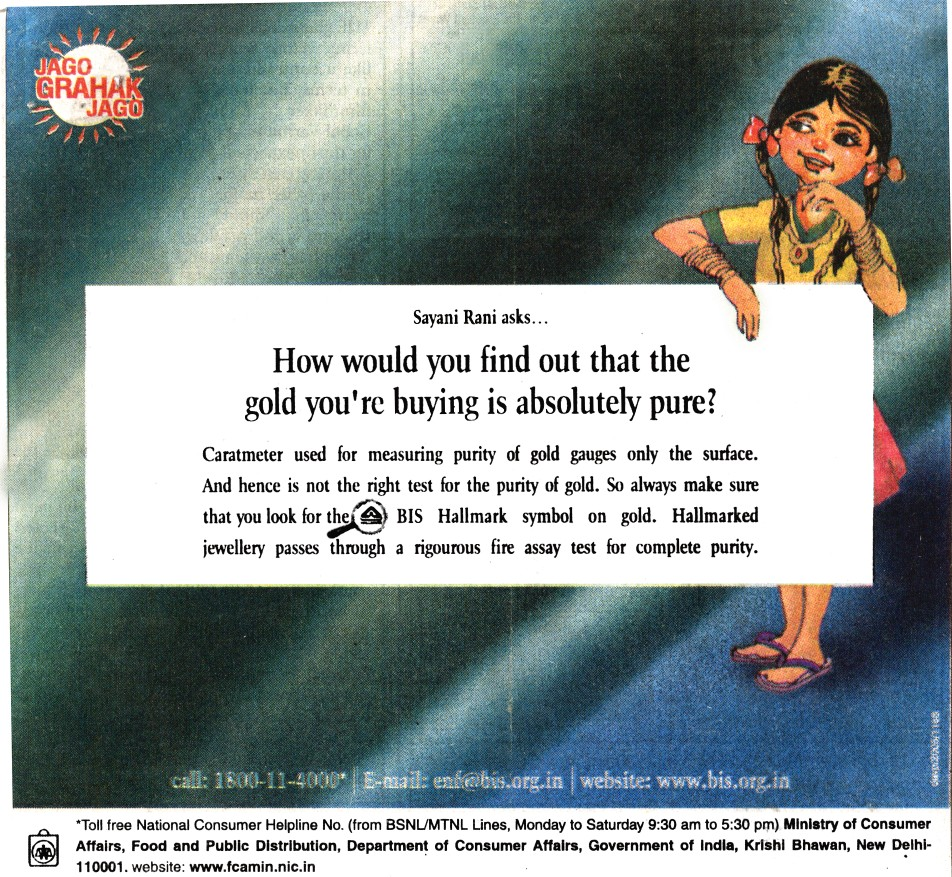 JAGO
GRAHAK
JAGO
Sayani Rani asks...
How would you find out that the
gold you're buying is absolutely pure?
Caratmeter used for measuring purity of gold gauges only the surface.
And hence is not the right test for the purity of gold. So always make sure
that you look for the BIS Hallmark symbol on gold. Hallmarked
jewellery passes through a rigourous fire assay test for complete purity.
call: 1800-11-4000* | E-mail: enf@bis.org.in | website: www.bis.org.in
*Toll free National Consumer Helpline No. (from BSNL/MTNL Lines, Monday to Saturday 9:30 am to 5:30 pm) Ministry of Consumer
Affairs, Food and Public Distribution, Department of Consumer Affairs, Government of India, Krishi Bhawan, New Delhi-
110001. website: www.fcamin.nic.in